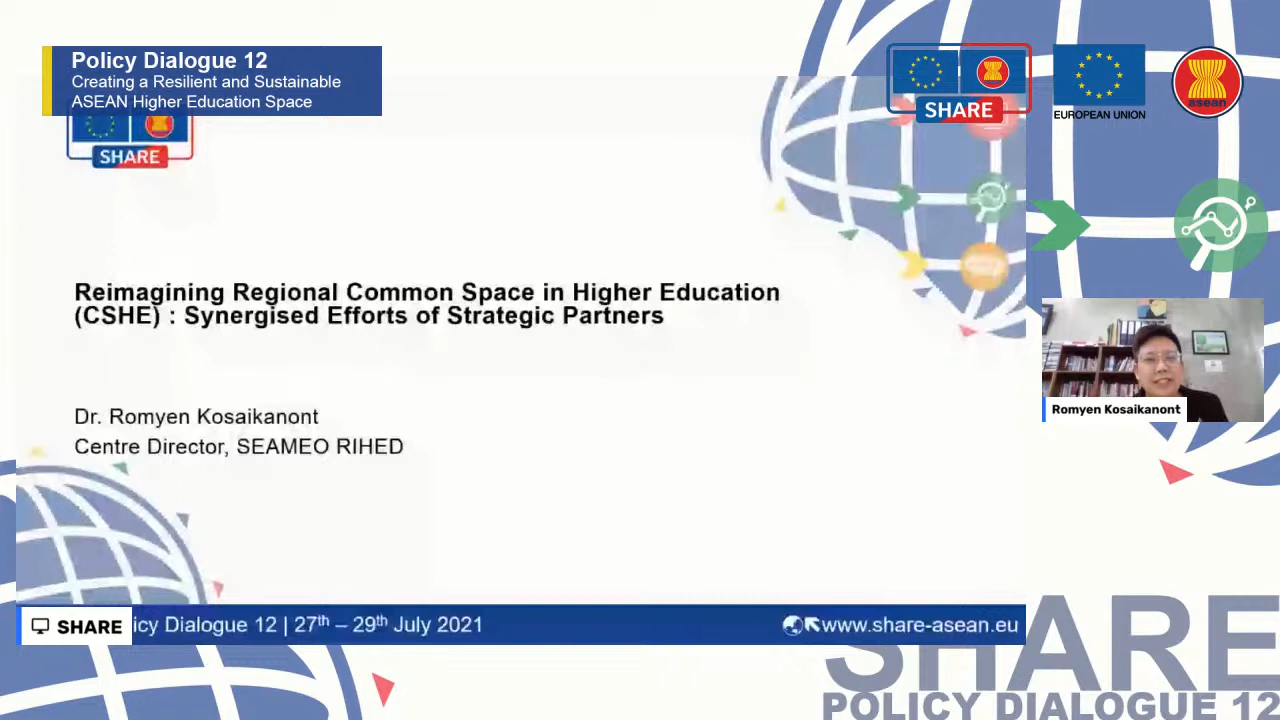 Policy Dialogue 12
Creating a Resilient and Sustainable
ASEAN Higher Education Space
SHARE
SHARE
EUROPEAN UNION
asean
Reimagining Regional Common Space in Higher Education
(CSHE) : Synergised Efforts of Strategic Partners
Dr. Romyen Kosaikanont
Centre Director, SEAMEO RIHED
Romyen Kosaikanont
SHARE
icy Dialogue 12 | 27th – 29th July 2021
www.share-asean.eu
SHARE
POLICY DIALOGUE 12